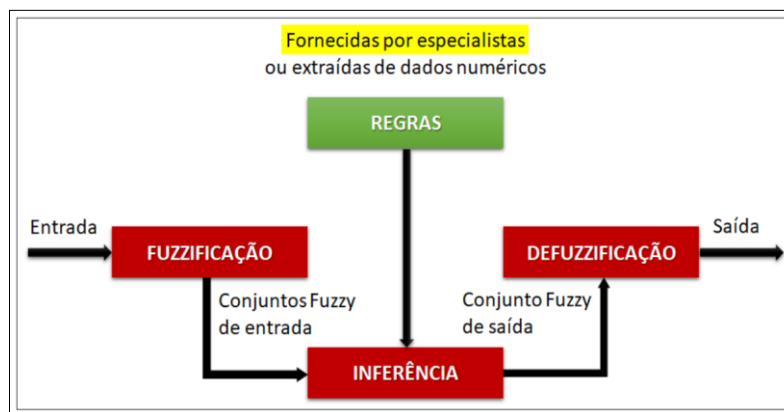 Fornecidas por especialistas
ou extraídas de dados numéricos
REGRAS
Entrada
FUZZIFICAÇÃO
Saída
DEFUZZIFICAÇÃO
Conjuntos Fuzzy
de entrada
Conjunto Fuzzy
de saída
INFERÊNCIA